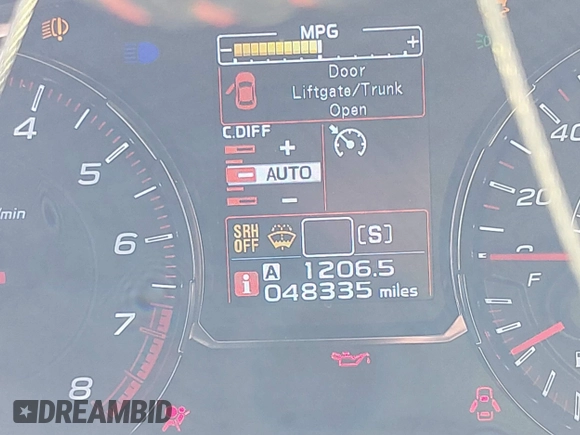 MPG
− +
Door
Liftgate/Trunk
Open
C.DIFF
+
AUTO
−
SRH
OFF
[S]
i A 1206.5
048335 miles
4
5
6
7
8
/min
40
20
F
DREAMBID